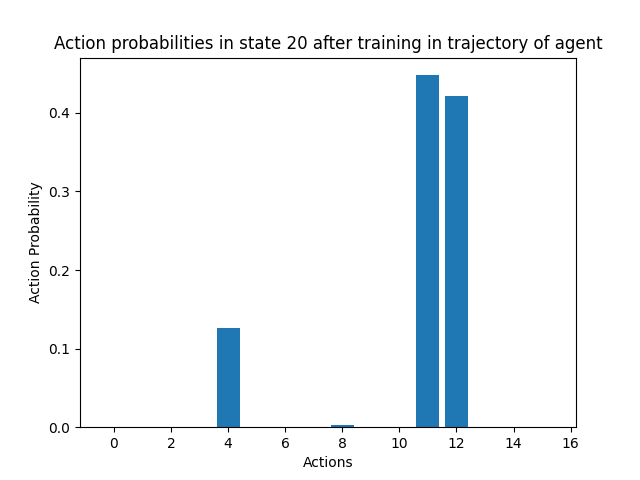 Action probabilities in state 20 after training in trajectory of agent
0.4
0.3
0.2
0.1
0.0
Action Probability
0 2 4 6 8 10 12 14 16
Actions